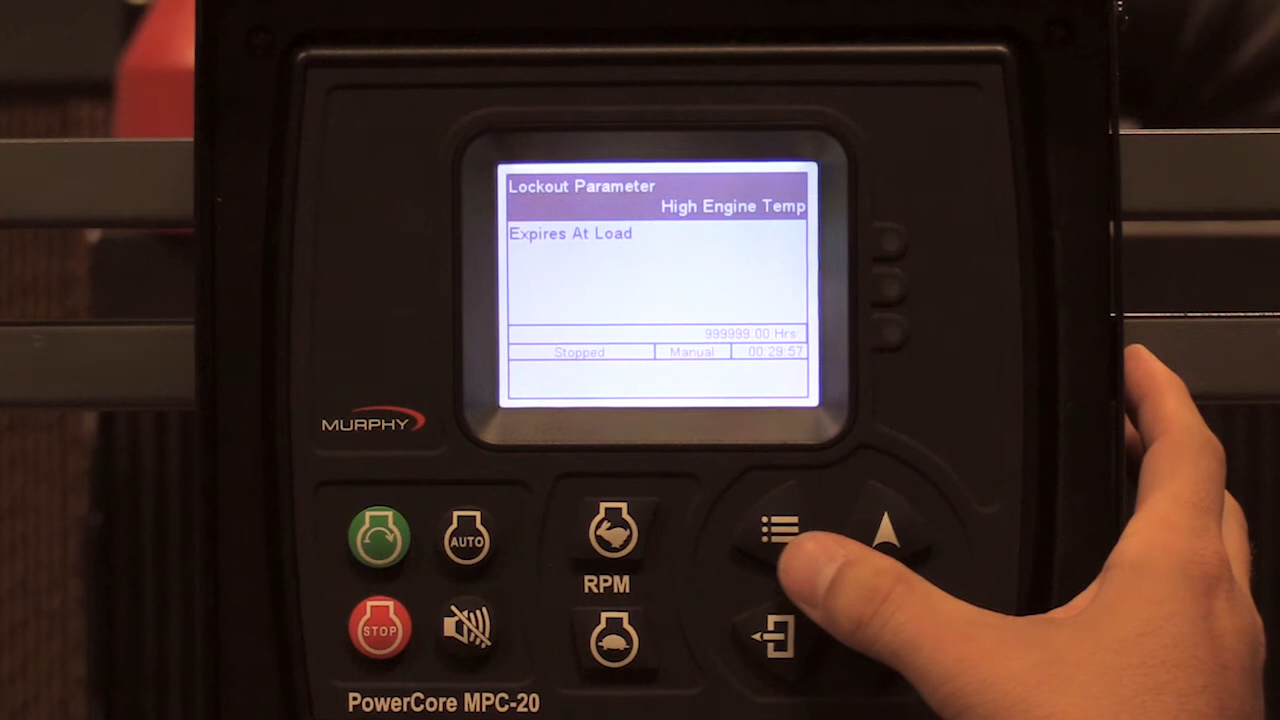 Lockout Parameter
High Engine Temp
Expires At Load
999999.00 Hrs
Stopped Manual 00:29:57
MURPHY
AUTO
RPM
STOP
PowerCore MPC-20